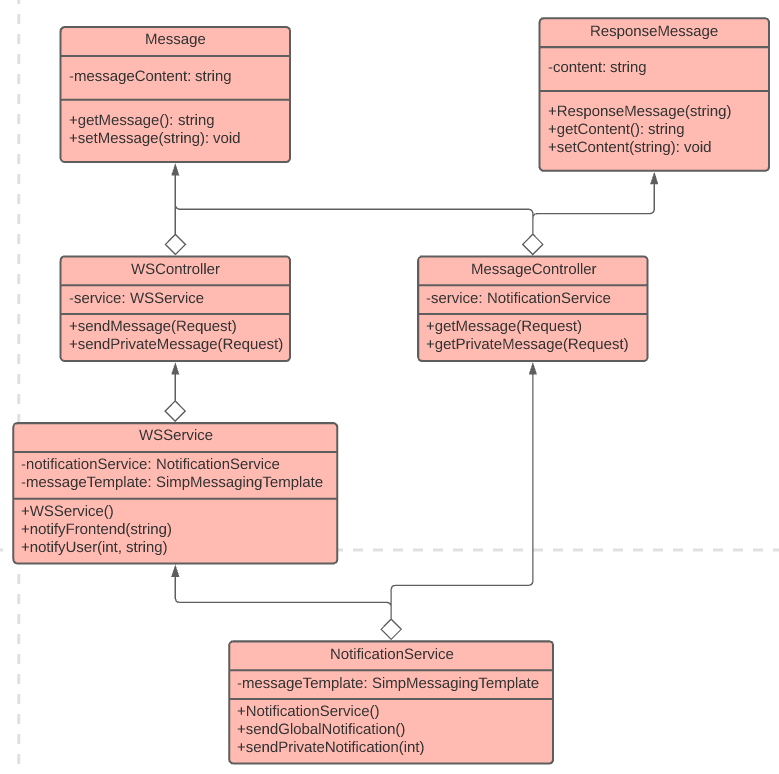 Message
-messageContent: string
+getMessage(): string
+setMessage(string): void
ResponseMessage
-content: string
+ResponseMessage(string)
+getContent(): string
+setContent(string): void
WSController
-service: WSService
+sendMessage(Request)
+sendPrivateMessage(Request)
MessageController
-service: NotificationService
+getMessage(Request)
+getPrivateMessage(Request)
WSService
-notificationService: NotificationService
-messageTemplate: SimpMessagingTemplate
+WSService()
+notifyFrontend(string)
+notifyUser(int, string)
NotificationService
-messageTemplate: SimpMessagingTemplate
+NotificationService()
+sendGlobalNotification()
+sendPrivateNotification(int)